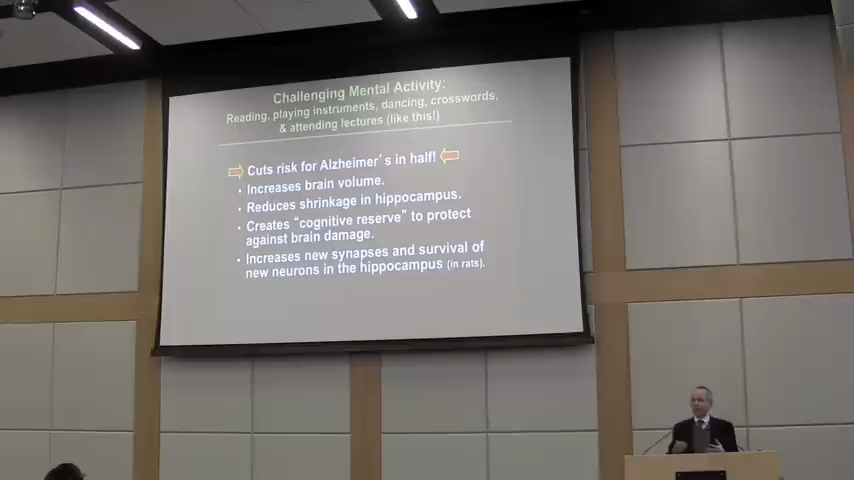 Challenging Mental Activity:
Reading, playing instruments, dancing, crosswords,
& attending lectures (like this!)
Cuts risk for Alzheimer's in half!
• Increases brain volume.
• Reduces shrinkage in hippocampus.
• Creates "cognitive reserve" to protect
against brain damage.
• Increases new synapses and survival of
new neurons in the hippocampus (in rats).